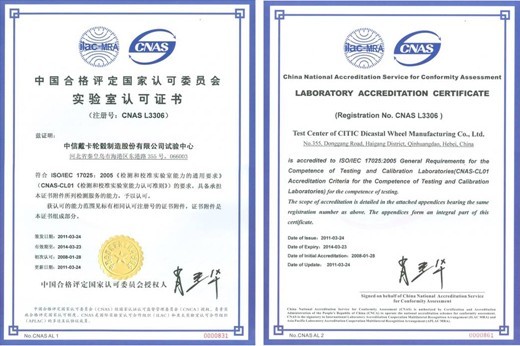 ilac-MRA
CNAS
中国合格评定国家认可委员会
实验室认可证书
（注册号：CNAS L3306）
兹证明：
中信戴卡轮毂制造股份有限公司试验中心
河北省秦皇岛市海港区东港路 355 号，066003
符合 ISO/IEC 17025：2005《检测和校准实验室能力的通用要求》
（CNAS-CL01《检测和校准实验室能力认可准则》）的要求，具备承担本
证书附件所列检测服务的能力，予以认可。
获认可的能力范围见标有相同认可注册号的证书附件，证书附件是
本证书组成部分。
签发日期：2011-03-24
有效期至：2014-03-23
初次认可：2008-01-28
更新日期：2011-03-24
中国合格评定国家认可委员会授权人
No.CNAS AL 1
0000831
ilac-MRA
CNAS
China National Accreditation Service for Conformity Assessment
LABORATORY ACCREDITATION CERTIFICATE
(Registration No. CNAS L3306 )
Test Center of CITIC Dicastal Wheel Manufacturing Co., Ltd.
No.355, Donggang Road, Haigang District, Qinhuangdao, Hebei, China
is accredited to ISO/IEC 17025:2005 General Requirements for the
Competence of Testing and Calibration Laboratories(CNAS-CL01
Accreditation Criteria for the Competence of Testing and Calibration
Laboratories) for the competence of testing.
The scope of accreditation is detailed in the attached appendices bearing the same
registration number as above. The appendices form an integral part of this
certificate.
Date of Issue: 2011-03-24
Date of Expiry: 2014-03-23
Date of Initial Accreditation: 2008-01-28
Date of Update: 2011-03-24
Signed on behalf of China National Accreditation Service
for Conformity Assessment
No.CNAS AL 2
0000861